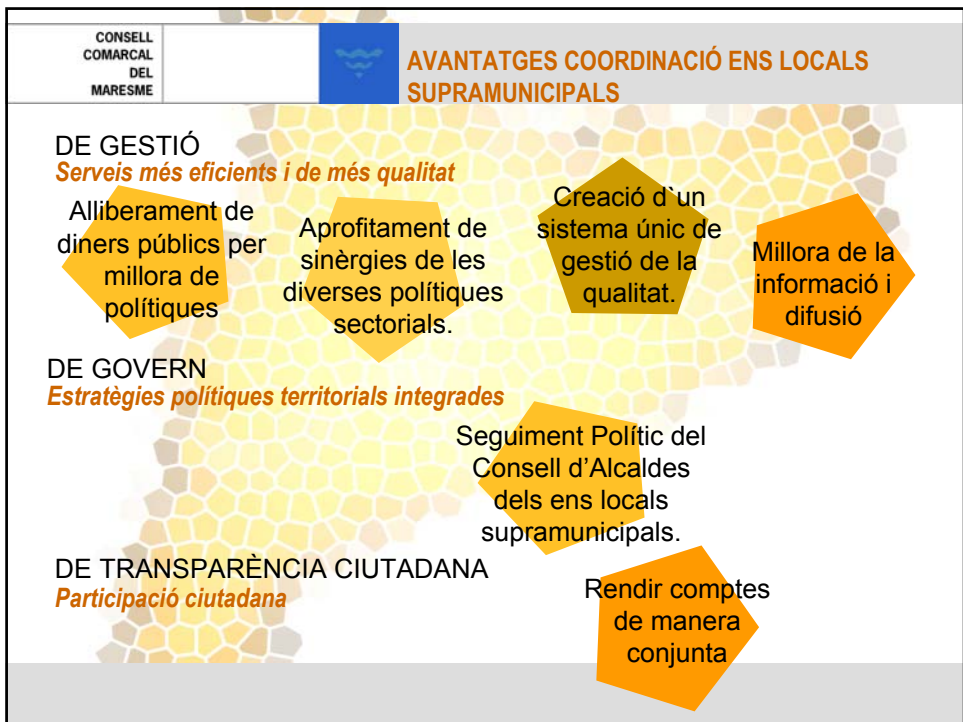 CONSELL
COMARCAL
DEL
MARESME
AVANTATGES COORDINACIÓ ENS LOCALS
SUPRAMUNICIPALS
DE GESTIÓ
Serveis més eficients i de més qualitat
Alliberament de
diners públics per
millora de
polítiques
Aprofitament de
sinèrgies de les
diverses polítiques
sectorials.
Creació d`un
sistema únic de
gestió de la
qualitat.
Millora de la
informació i
difusió
DE GOVERN
Estratègies polítiques territorials integrades
Seguiment Polític del
Consell d’Alcaldes
dels ens locals
supramunicipals.
DE TRANSPARÈNCIA CIUTADANA
Participació ciutadana
Rendir comptes
de manera
conjunta